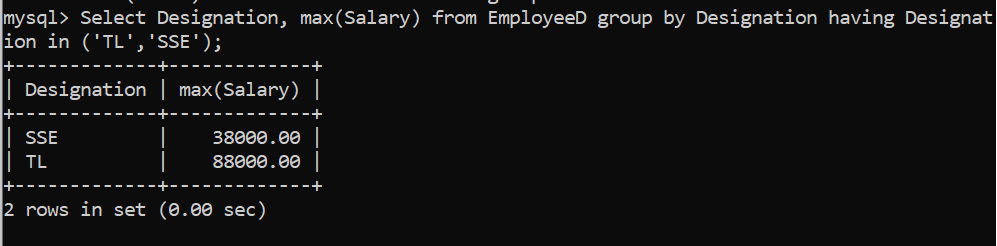 mysql> Select Designation, max(Salary) from EmployeeD group by Designation having Designat
ion in ('TL','SSE');
+-------------+-------------+
| Designation | max(Salary) |
+-------------+-------------+
| SSE         |    38000.00 |
| TL          |    88000.00 |
+-------------+-------------+
2 rows in set (0.00 sec)